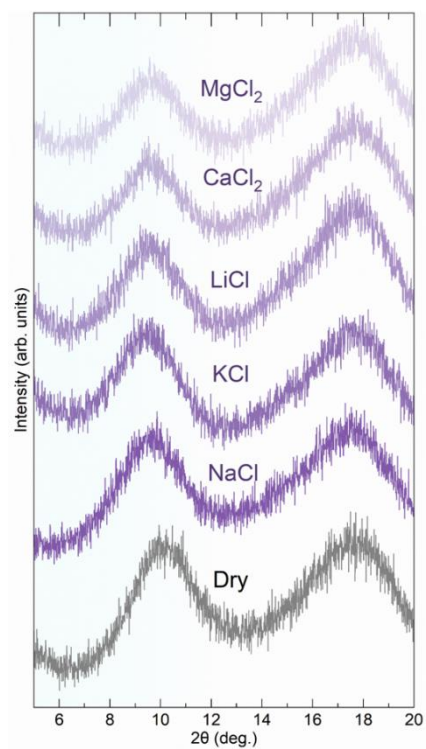 MgCl₂
CaCl₂
LiCl
KCl
NaCl
Dry
Intensity (arb. units)
6 8 10 12 14 16 18 20
2θ (deg.)